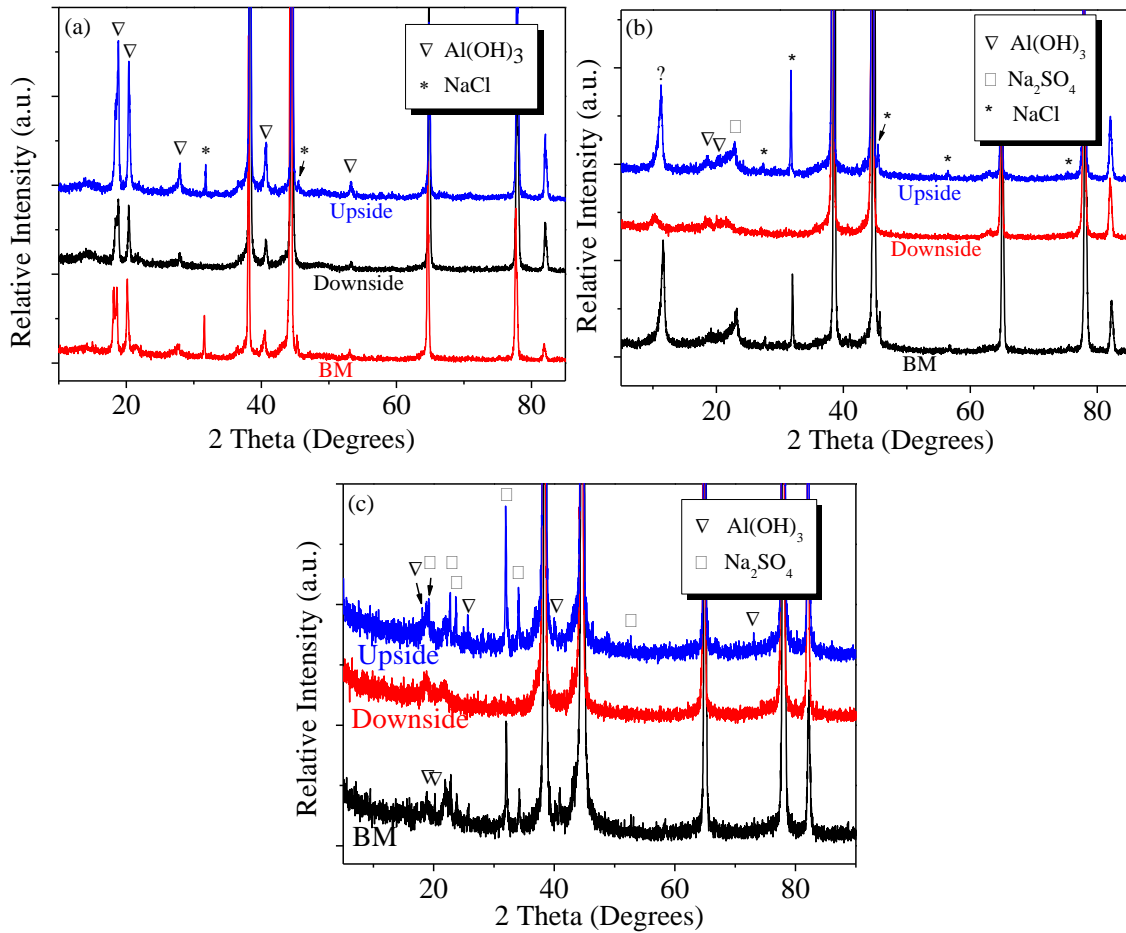 (a)
▽ Al(OH)3
* NaCl
Relative Intensity (a.u.)
Upside
Downside
BM
20 40 60 80
2 Theta (Degrees)
(b)
?
▽ Al(OH)₃
□ Na₂SO₄
* NaCl
Relative Intensity (a.u.)
Upside
Downside
BM
20 40 60 80
2 Theta (Degrees)
(c)
▽ Al(OH)₃
□ Na₂SO₄
Relative Intensity (a.u.)
Upside
Downside
BM
20 40 60 80
2 Theta (Degrees)